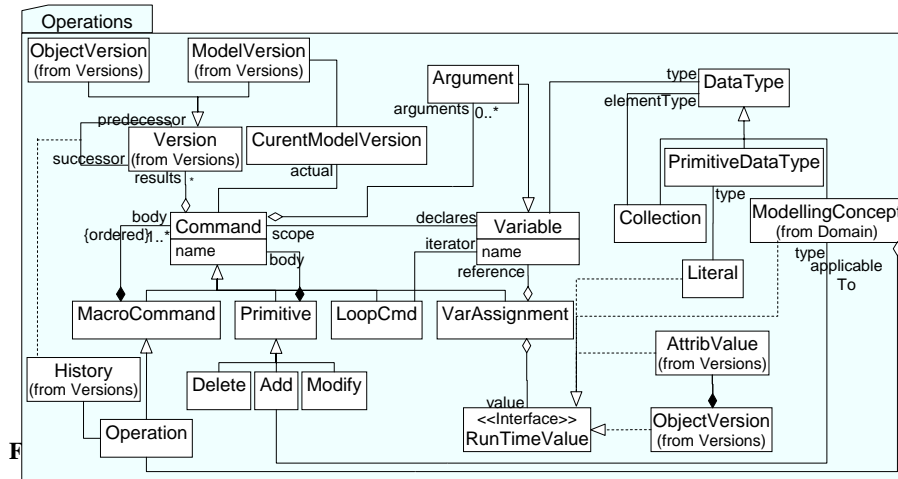 Operations
ObjectVersion
(from Versions)
ModelVersion
(from Versions)
Argument
arguments
0..*
type
DataType
elementType
predecessor
Version
(from Versions)
successor
results
*
CurentModelVersion
actual
PrimitiveDataType
type
Collection
ModellingConcept
(from Domain)
type
applicable
To
body
{ordered}
1..*
Command
name
scope
body
declares
iterator
Variable
name
reference
Literal
MacroCommand
Primitive
LoopCmd
VarAssignment
AttribValue
(from Versions)
History
(from Versions)
Delete
Add
Modify
value
<<Interface>>
RunTimeValue
ObjectVersion
(from Versions)
Operation
F